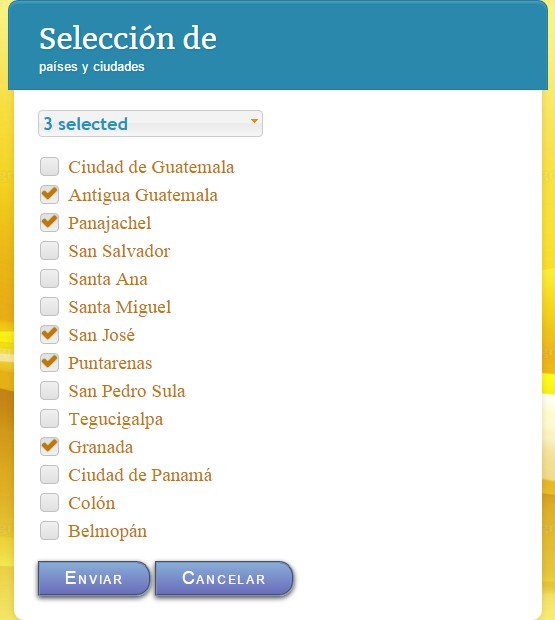 Selección de
países y ciudades
3 selected
Ciudad de Guatemala
Antigua Guatemala
Panajachel
San Salvador
Santa Ana
Santa Miguel
San José
Puntarenas
San Pedro Sula
Tegucigalpa
Granada
Ciudad de Panamá
Colón
Belmopán
Enviar Cancelar